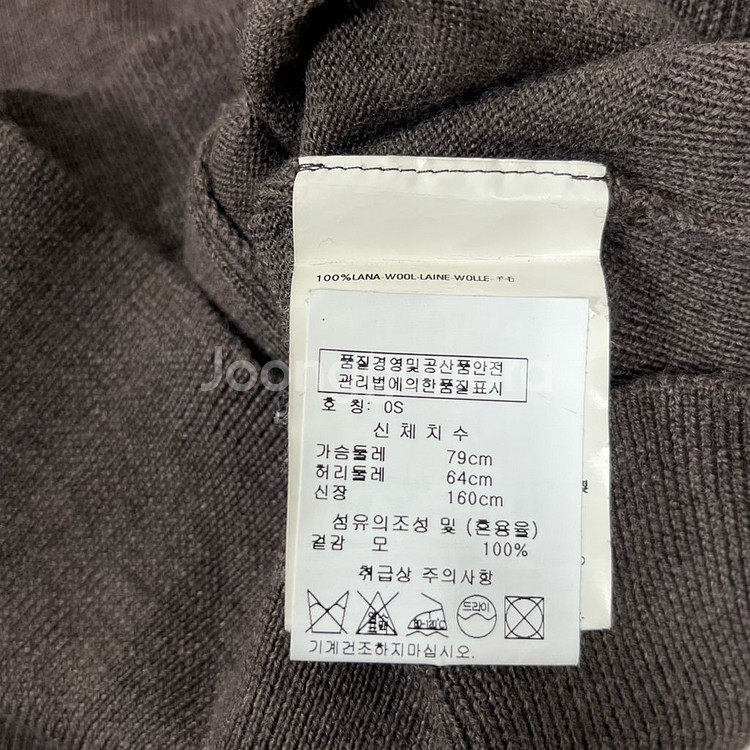 100%LANA-WOOL-LAINE-WOLLE-
품질경영및공산품안전
관리법에의한품질표시
호 칭: 0S
신체치수
가슴둘레 79cm
허리둘레 64cm
신장 160cm
섬유의조성 및 (혼용율)
겉감 모 100%
취급상 주의사항
드라이
기계건조하지마십시오.